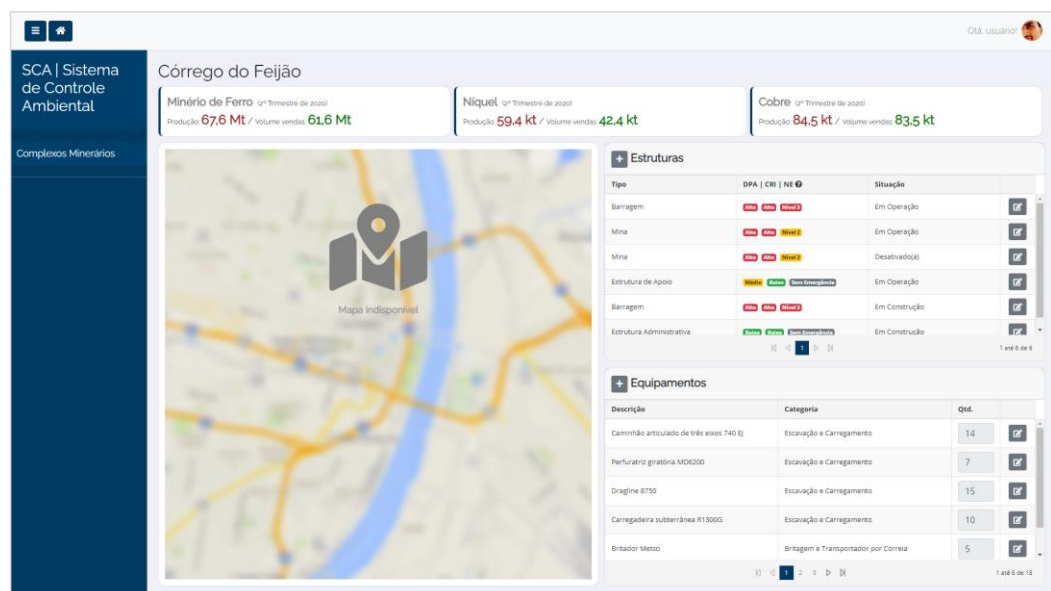 Olá, usuário!
SCA | Sistema
de Controle
Ambiental
Complexos Minerários
Córrego do Feijão
Minério de Ferro (2º Trimestre de 2020)
Produção: 67,6 Mt / Volume vendas: 61,6 Mt
Níquel (2º Trimestre de 2020)
Produção: 59,4 kt / Volume vendas: 42,4 kt
Cobre (2º Trimestre de 2020)
Produção: 84,5 kt / Volume vendas: 83,5 kt
Mapa indisponível
+ Estruturas
Tipo DPA | CRI | NE Situação
Barragem Alto Alto Nível 3 Em Operação
Mina Alto Alto Nível 2 Em Operação
Mina Alto Alto Nível 2 Desativado(a)
Estrutura de Apoio Médio Baixo Sem Emergência Em Operação
Barragem Alto Alto Nível 3 Em Construção
Estrutura Administrativa Baixo Baixo Sem Emergência Em Construção
1
1 até 6 de 6
+ Equipamentos
Descrição Categoria Qtd.
Caminhão articulado de três eixos 740 EJ Escavação e Carregamento 14
Perfuratriz giratória MD6200 Escavação e Carregamento 7
Dragline 8750 Escavação e Carregamento 15
Carregadeira subterrânea R1300G Escavação e Carregamento 10
Britador Metso Britagem e Transportador por Correia 5
1 2 3
1 até 6 de 18